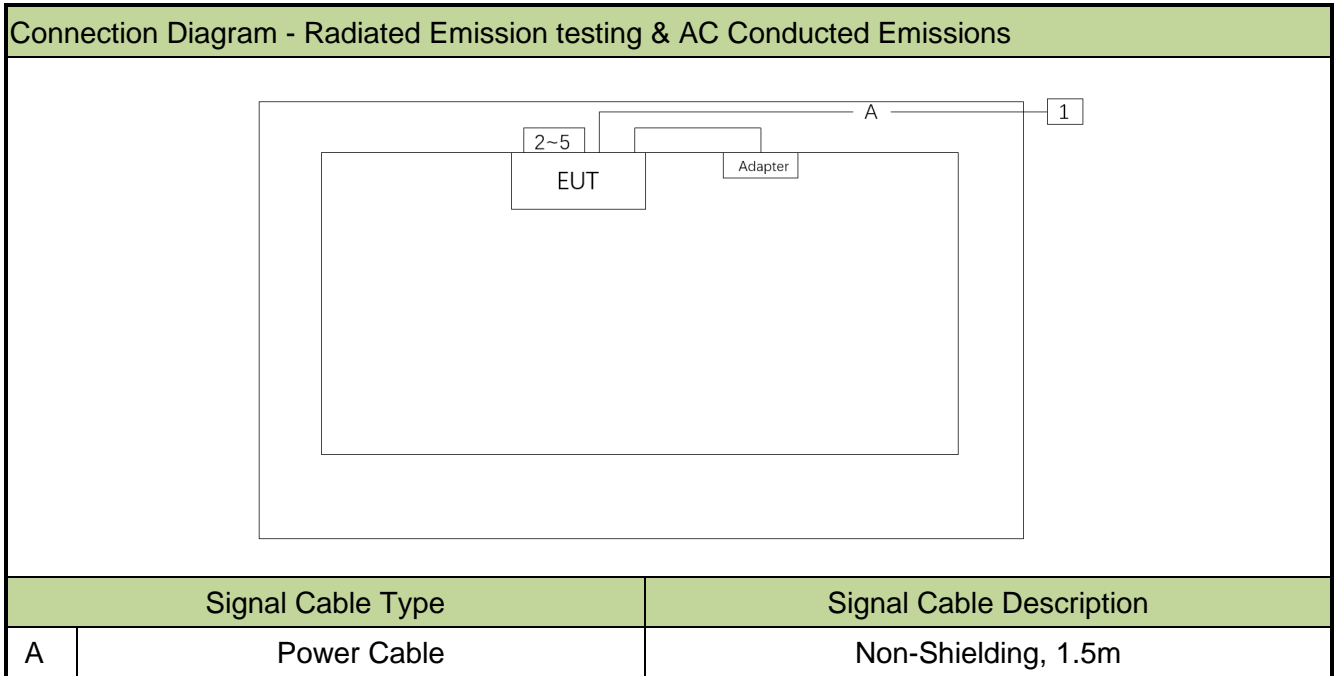 Connection Diagram - Radiated Emission testing & AC Conducted Emissions
A
1
2~5
EUT
Adapter
Signal Cable Type
Signal Cable Description
A
Power Cable
Non-Shielding, 1.5m